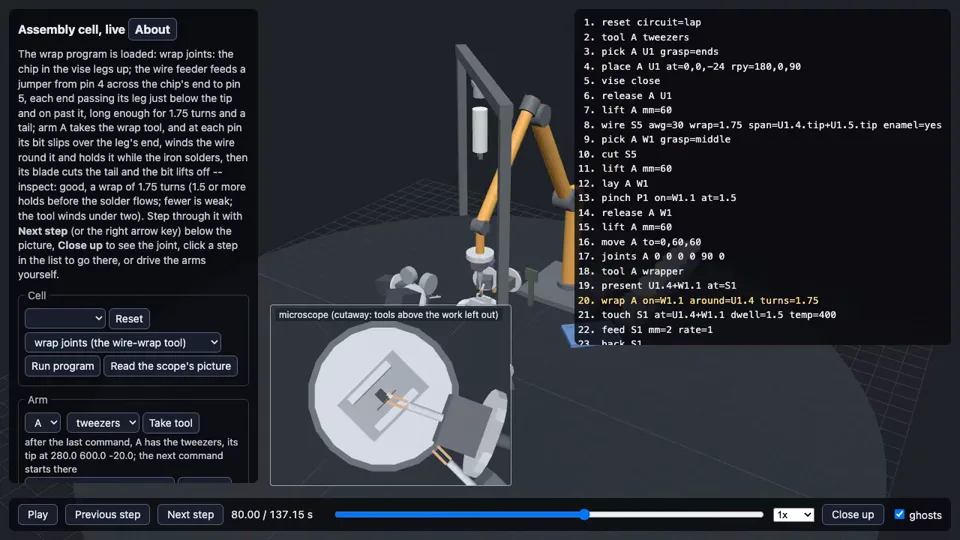 Assembly cell, live About
The wrap program is loaded: wrap joints: the
chip in the vise legs up; the wire feeder feeds a
jumper from pin 4 across the chip's end to pin
5, each end passing its leg just below the tip
and on past it, long enough for 1.75 turns and a
tail; arm A takes the wrap tool, and at each pin
its bit slips over the leg's end, winds the wire
round it and holds it while the iron solders, then
its blade cuts the tail and the bit lifts off --
inspect: good, a wrap of 1.75 turns (1.5 or more
holds before the solder flows; fewer is weak;
the tool winds under two). Step through it with
Next step (or the right arrow key) below the
picture, Close up to see the joint, click a step
in the list to go there, or drive the arms
yourself.
Cell
Reset
wrap joints (the wire-wrap tool)
Run program Read the scope's picture
Arm
A tweezers Take tool
after the last command, A has the tweezers, its
tip at 280.0 600.0 -20.0; the next command
starts there
1. reset circuit=lap
2. tool A tweezers
3. pick A U1 grasp=ends
4. place A U1 at=0,0,-24 rpy=180,0,90
5. vise close
6. release A U1
7. lift A mm=60
8. wire S5 awg=30 wrap=1.75 span=U1.4.tip+U1.5.tip enamel=yes
9. pick A W1 grasp=middle
10. cut S5
11. lift A mm=60
12. lay A W1
13. pinch P1 on=W1.1 at=1.5
14. release A W1
15. lift A mm=60
16. move A to=0,60,60
17. joints A 0 0 0 0 90 0
18. tool A wrapper
19. present U1.4+W1.1 at=S1
20. wrap A on=W1.1 around=U1.4 turns=1.75
21. touch S1 at=U1.4+W1.1 dwell=1.5 temp=400
22. feed S1 mm=2 rate=1
23. back S1
microscope (cutaway: tools above the work left out)
Play Previous step Next step 80.00 / 137.15 s 1x Close up ghosts